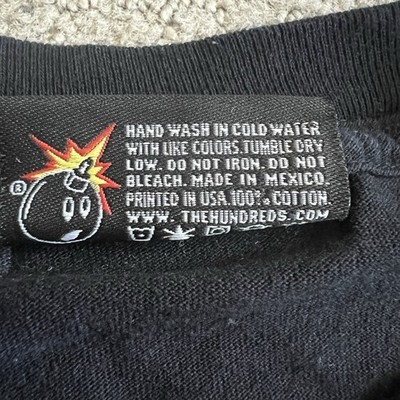 HAND WASH IN COLD WATER
WITH LIKE COLORS. TUMBLE DRY
LOW. DO NOT IRON. DO NOT
BLEACH. MADE IN MEXICO.
PRINTED IN USA. 100% COTTON.
WWW. THEHUNDREDS. COM
®